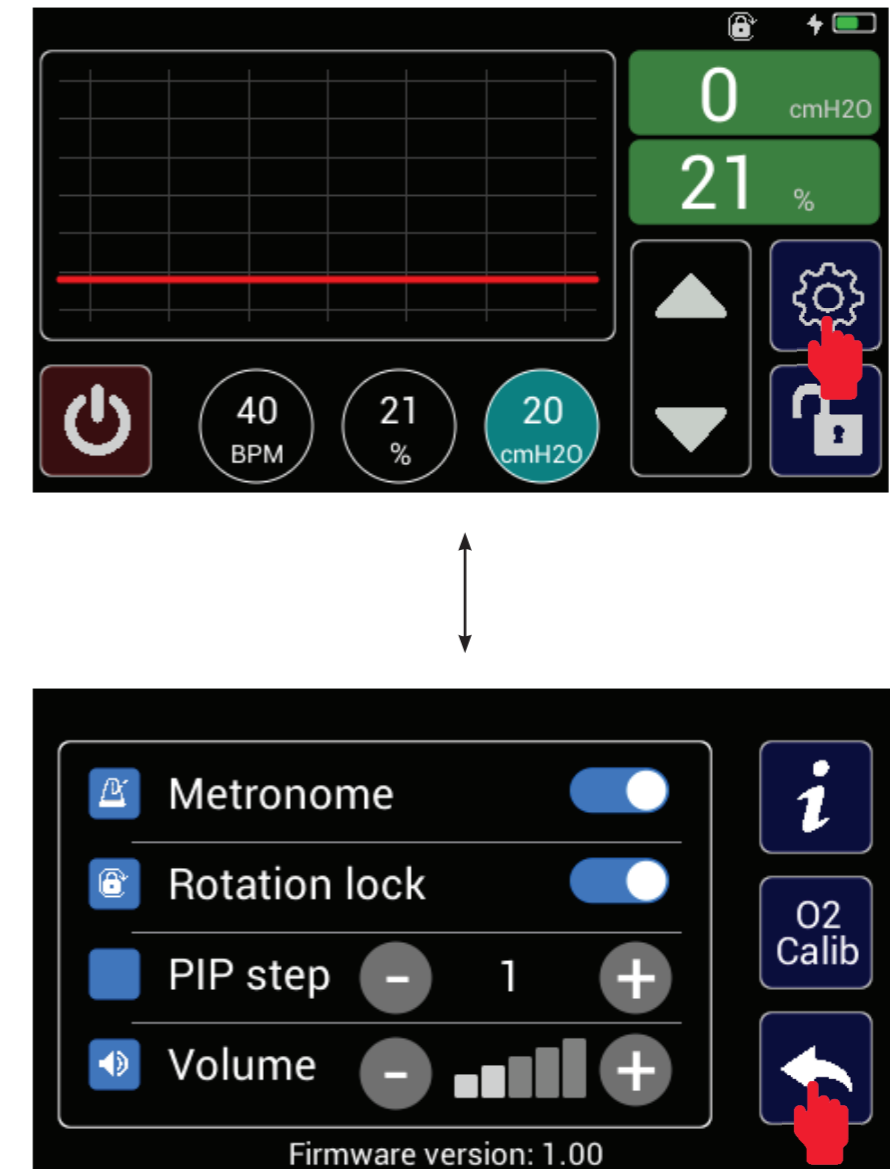 0 cmH2O
21 %
40 BPM
21 %
20 cmH2O
Metronome
Rotation lock
PIP step - 1 +
Volume - +
i
O2
Calib
Firmware version: 1.00